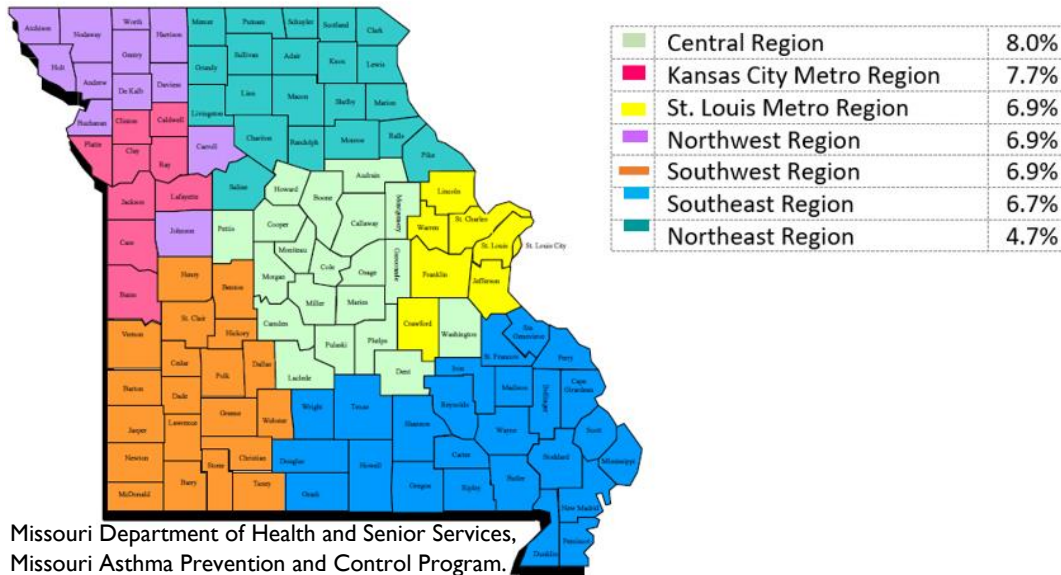 Atchison
Nodaway
Worth
Harrison
Mercer
Putnam
Schuyler
Scotland
Clark
Gentry
Holt
Andrew
De Kalb
Daviess
Grundy
Sullivan
Adair
Knox
Lewis
Buchanan
Clinton
Caldwell
Livingston
Linn
Macon
Shelby
Marion
Platte
Clay
Ray
Carroll
Chariton
Randolph
Monroe
Ralls
Pike
Jackson
Lafayette
Saline
Howard
Boone
Audrain
Callaway
Montgomery
Lincoln
Warren
St. Charles
St. Louis
St. Louis City
Cass
Johnson
Pettis
Cooper
Moniteau
Cole
Osage
Gasconade
Franklin
Jefferson
Bates
Henry
Benton
Morgan
Miller
Maries
Camden
Vernon
St. Clair
Hickory
Pulaski
Phelps
Crawford
Washington
Cedar
Dallas
Laclede
Dent
Iron
St. Francois
Ste. Genevieve
Perry
Barton
Polk
Dade
Wright
Texas
Reynolds
Madison
Bollinger
Cape Girardeau
Jasper
Lawrence
Greene
Webster
Shannon
Wayne
Scott
Newton
Christian
Douglas
Howell
Carter
Stoddard
Mississippi
McDonald
Barry
Stone
Taney
Ozark
Oregon
Ripley
Butler
New Madrid
Pemiscot
Dunklin
Central Region 8.0%
Kansas City Metro Region 7.7%
St. Louis Metro Region 6.9%
Northwest Region 6.9%
Southwest Region 6.9%
Southeast Region 6.7%
Northeast Region 4.7%
Missouri Department of Health and Senior Services,
Missouri Asthma Prevention and Control Program.